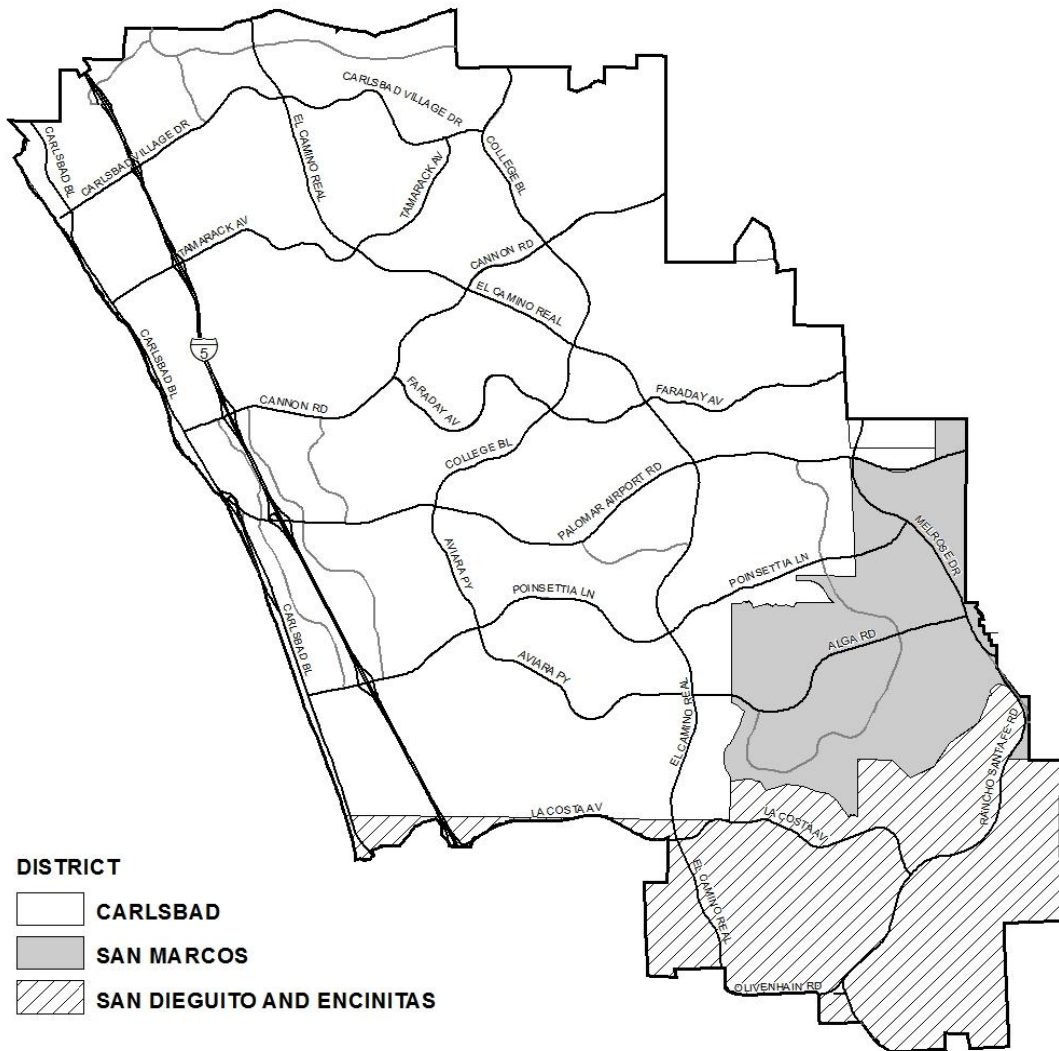 CARLSBAD VILLAGE DR
CARLSBAD BL
CARLSBAD VILLAGE DR
EL CAMINO REAL
COLLEGE BL
TAMARACK AV
TAMARACK AV
CANNON RD
EL CAMINO REAL
CARLSBAD BL
5
CANNON RD
FARADAY AV
FARADAY AV
COLLEGE BL
PALOMAR AIRPORT RD
MELROSE DR
AVIARA PY
POINSETTIA LN
POINSETTIA LN
CARLSBAD BL
ALGA RD
AVIARA PY
EL CAMINO REAL
RANCHO SANTA FE RD
LA COSTA AV
LA COSTA AV
EL CAMINO REAL
OLIVENHAIN RD
DISTRICT
CARLSBAD
SAN MARCOS
SAN DIEGUITO AND ENCINITAS